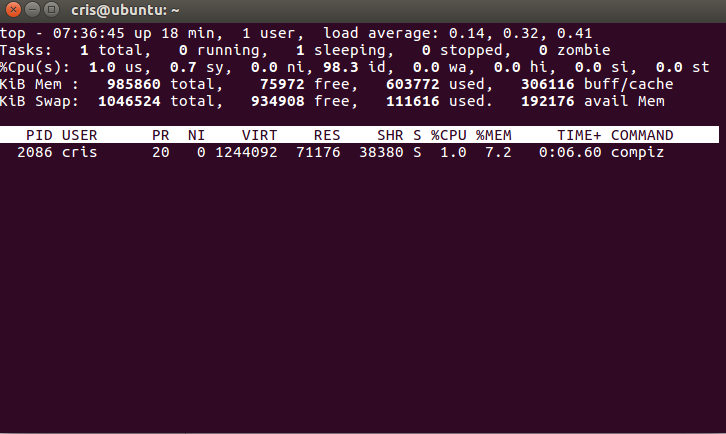 cris@ubuntu: ~
top - 07:36:45 up 18 min,  1 user,  load average: 0.14, 0.32, 0.41
Tasks:   1 total,   0 running,   1 sleeping,   0 stopped,   0 zombie
%Cpu(s):  1.0 us,  0.7 sy,  0.0 ni, 98.3 id,  0.0 wa,  0.0 hi,  0.0 si,  0.0 st
KiB Mem :   985860 total,    75972 free,   603772 used,   306116 buff/cache
KiB Swap:  1046524 total,   934908 free,   111616 used.   192176 avail Mem
PID USER      PR  NI    VIRT    RES    SHR S %CPU %MEM     TIME+ COMMAND
2086 cris      20   0 1244092  71176  38380 S  1.0  7.2   0:06.60 compiz